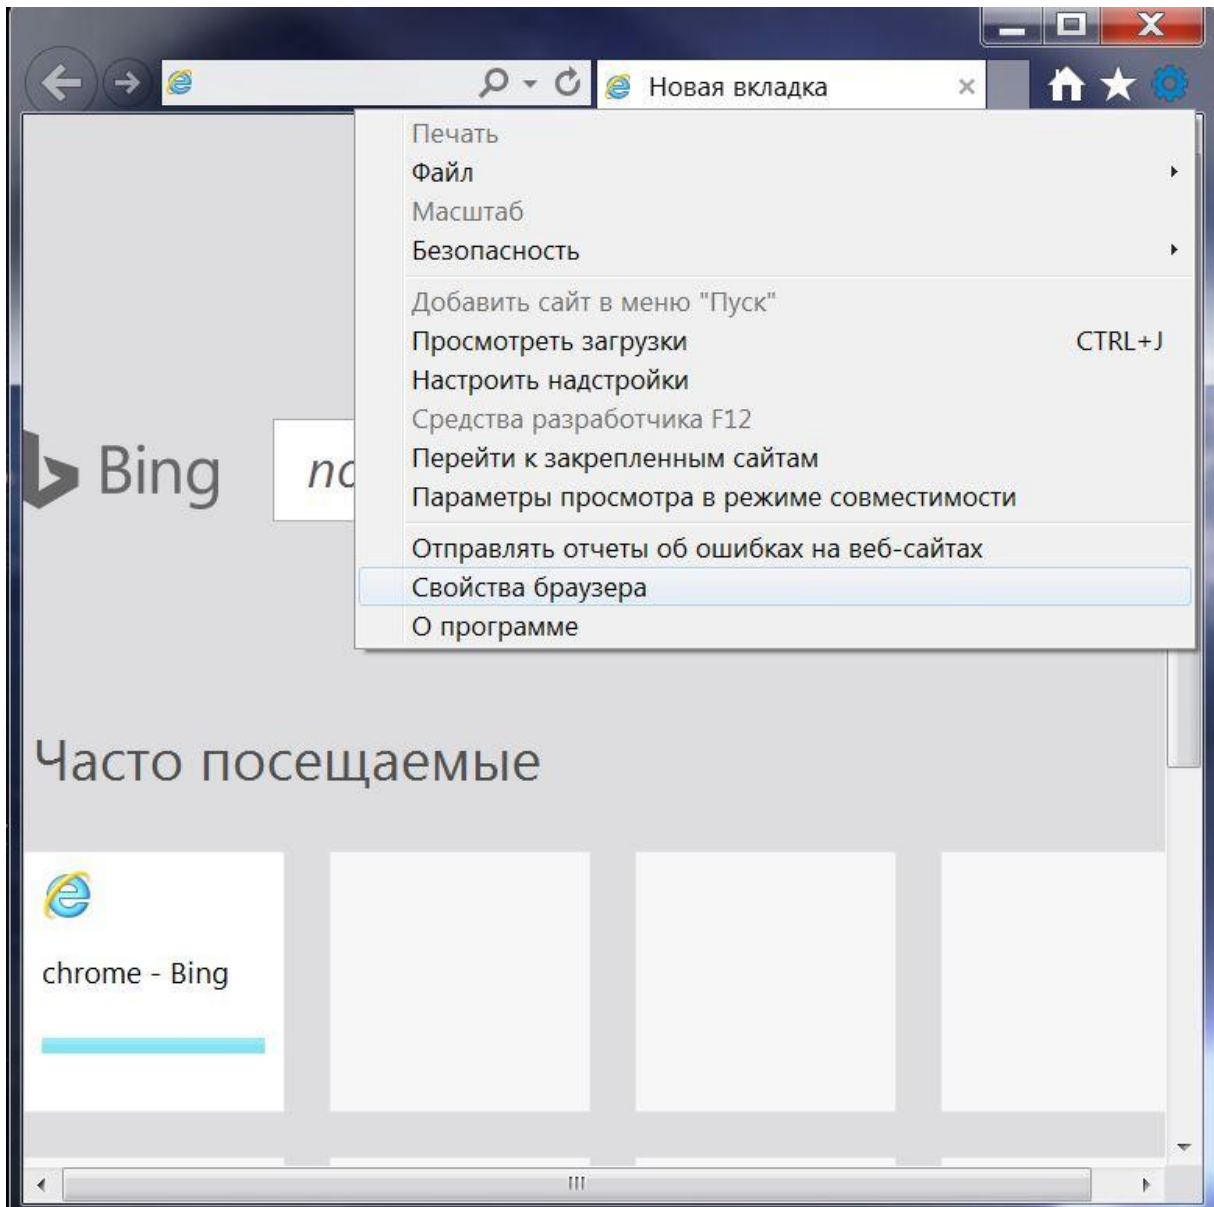 Новая вкладка
Печать
Файл
Масштаб
Безопасность
Добавить сайт в меню "Пуск"
Просмотреть загрузки CTRL+J
Настроить надстройки
Средства разработчика F12
Перейти к закрепленным сайтам
Параметры просмотра в режиме совместимости
Отправлять отчеты об ошибках на веб-сайтах
Свойства браузера
О программе
Bing
Часто посещаемые
chrome - Bing